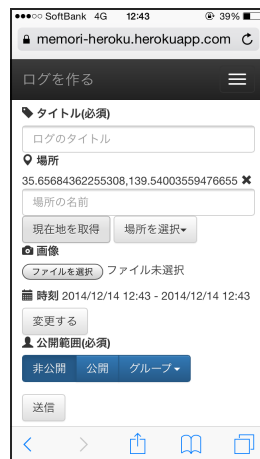 SoftBank 4G 12:43 39%
memori-heroku.herokuapp.com
ログを作る
タイトル(必須)
ログのタイトル
場所
35.65684362255308,139.54003559476655 ✖
場所の名前
現在地を取得 場所を選択▾
画像
ファイルを選択 ファイル未選択
時刻 2014/12/14 12:43 - 2014/12/14 12:43
変更する
公開範囲(必須)
非公開 公開 グループ▾
送信